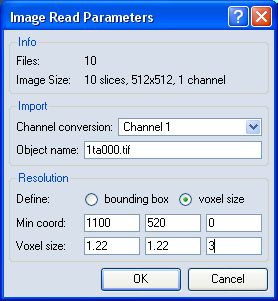 Image Read Parameters
Info
Files: 10
Image Size: 10 slices, 512x512, 1 channel
Import
Channel conversion: Channel 1
Object name: 1ta000.tif
Resolution
Define: bounding box voxel size
Min coord: 1100 520 0
Voxel size: 1.22 1.22 3
OK Cancel